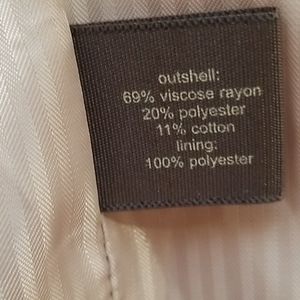 outshell:
69% viscose rayon
20% polyester
11% cotton
lining:
100% polyester